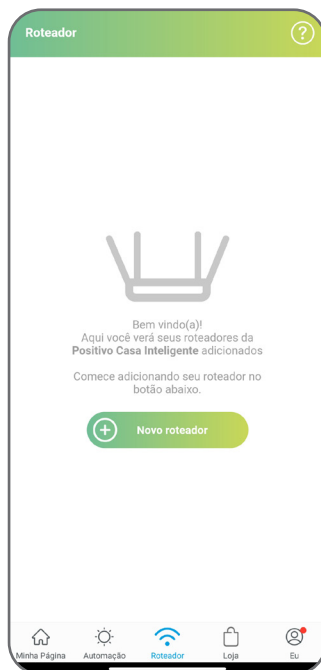 Roteador
?
Bem vindo(a)!
Aqui você verá seus roteadores da
Positivo Casa Inteligente adicionados
Comece adicionando seu roteador no
botão abaixo.
Novo roteador
Minha Página Automação Roteador Loja Eu